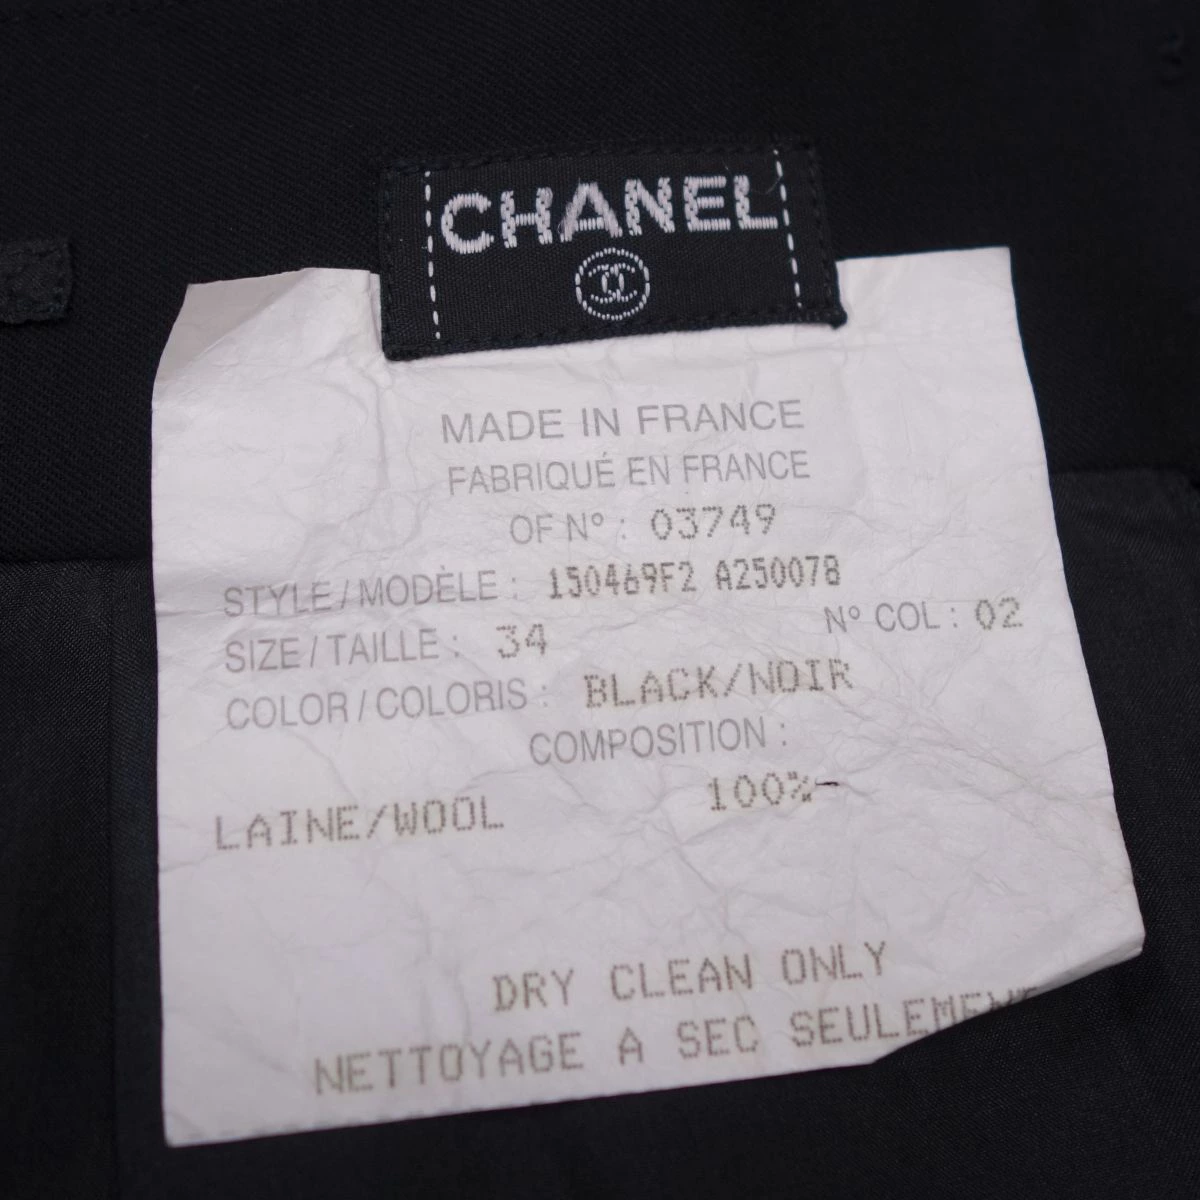 CHANEL
MADE IN FRANCE
FABRIQUÉ EN FRANCE
OF N° : 03749
STYLE/MODÈLE : 150469F2 A250078
SIZE/TAILLE : 34 N° COL : 02
COLOR/COLORIS : BLACK/NOIR
COMPOSITION :
LAINE/WOOL 100%
DRY CLEAN ONLY
NETTOYAGE A SEC SEULEMENT